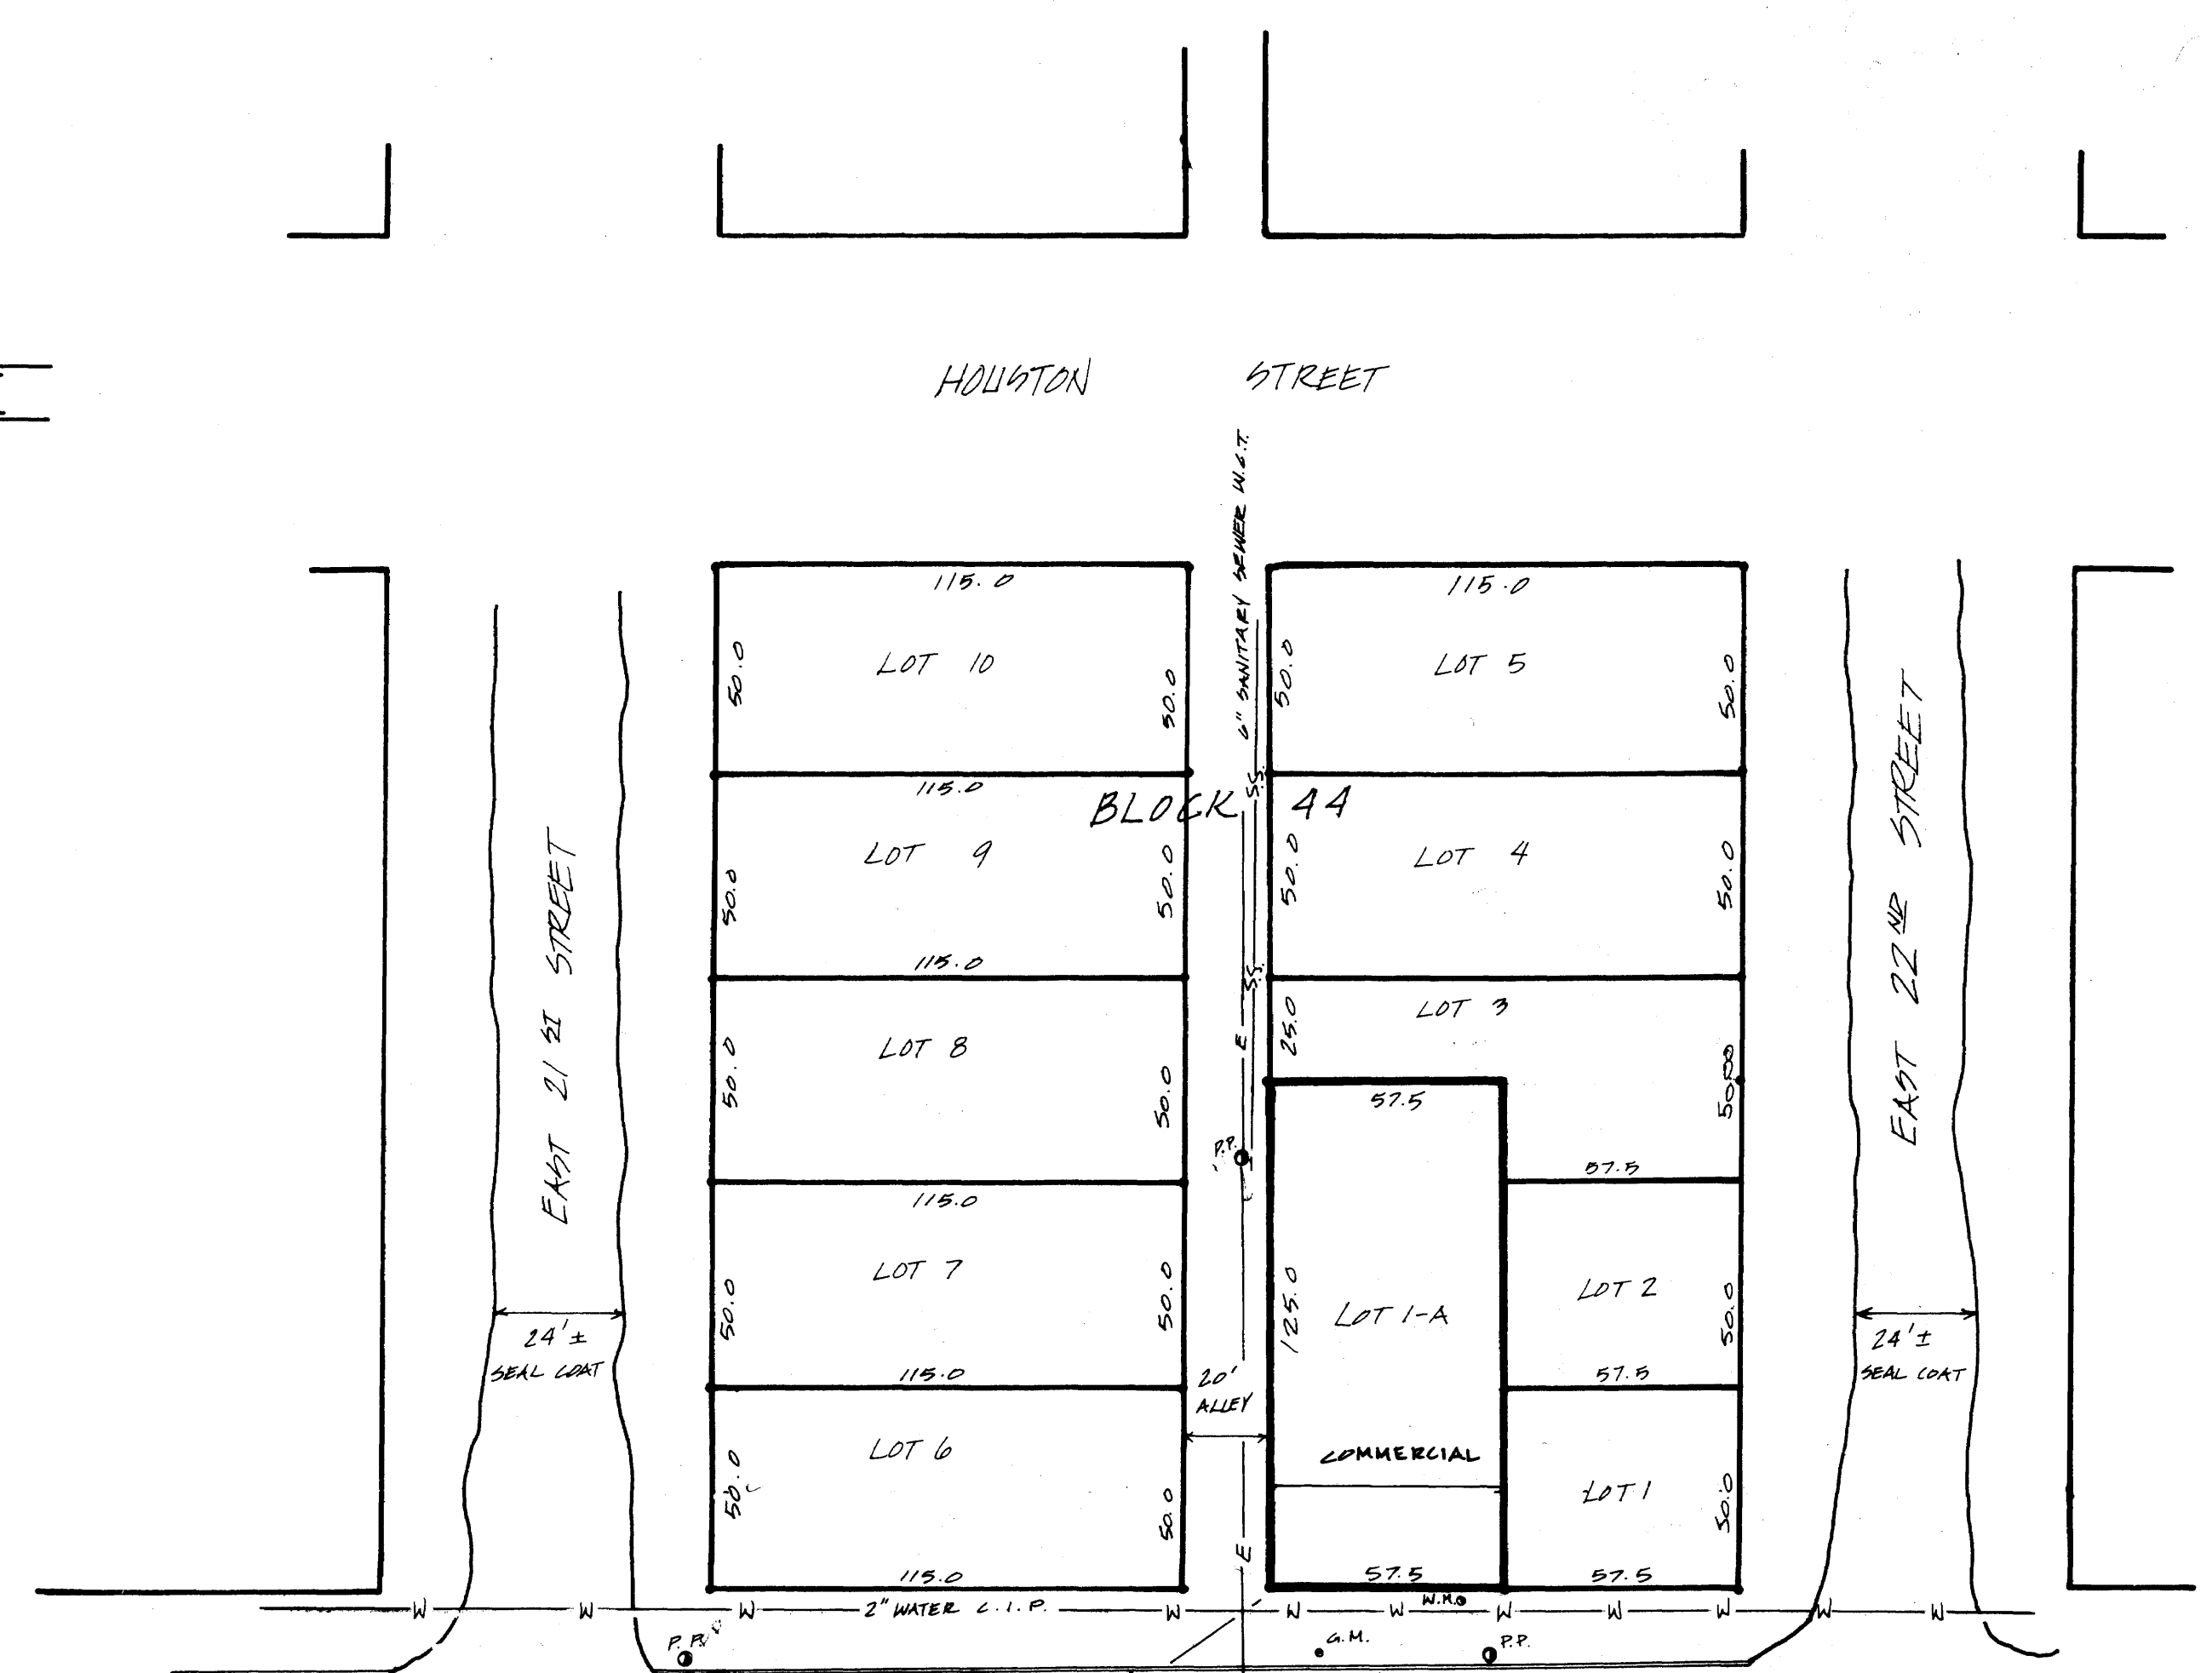 HOUSTON STREET
6" SANITARY SEWER
115.0
115.0
50.0
LOT 10
50.0
50.0
LOT 5
50.0
S.S.
115.0
BLOCK 44
50.0
LOT 9
50.0
50.0
LOT 4
50.0
115.0
S.S.
EAST 21 ST STREET
EAST 22 ND STREET
50.0
LOT 8
50.0
E
25.0
LOT 3
57.5
P.P.
57.5
115.0
50.0
LOT 7
50.0
125.0
LOT 1-A
LOT 2
50.0
24' ±
SEAL COAT
24' ±
SEAL COAT
115.0
20'
ALLEY
57.5
50.0
LOT 6
50.0
COMMERCIAL
LOT 1
50.0
E
115.0
57.5
57.5
W W W 2" WATER C.I.P. W W W W.M. W W W W W
P.P.
G.M.
P.P.